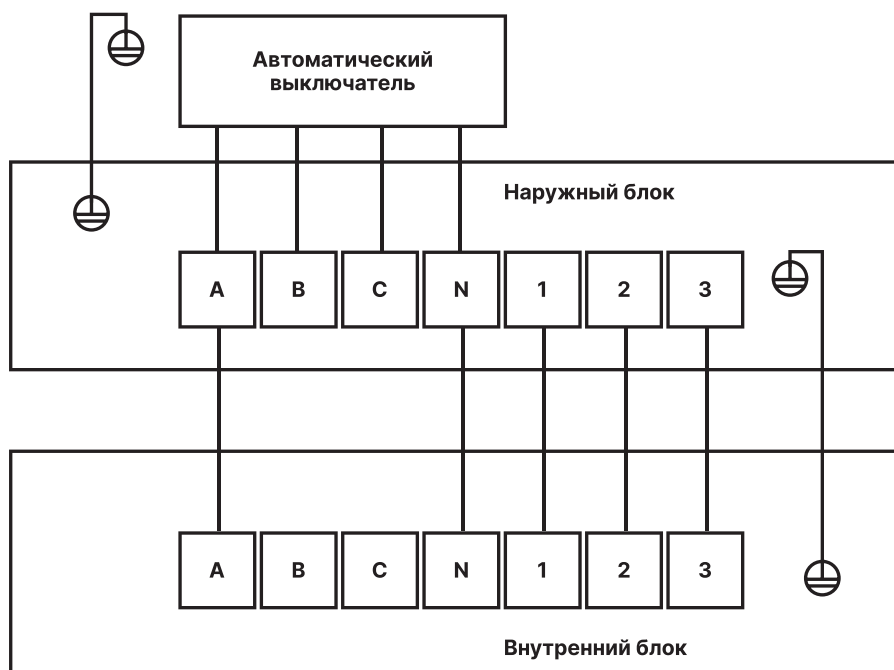 Автоматический
выключатель
Наружный блок
A B C N 1 2 3
A B C N 1 2 3
Внутренний блок